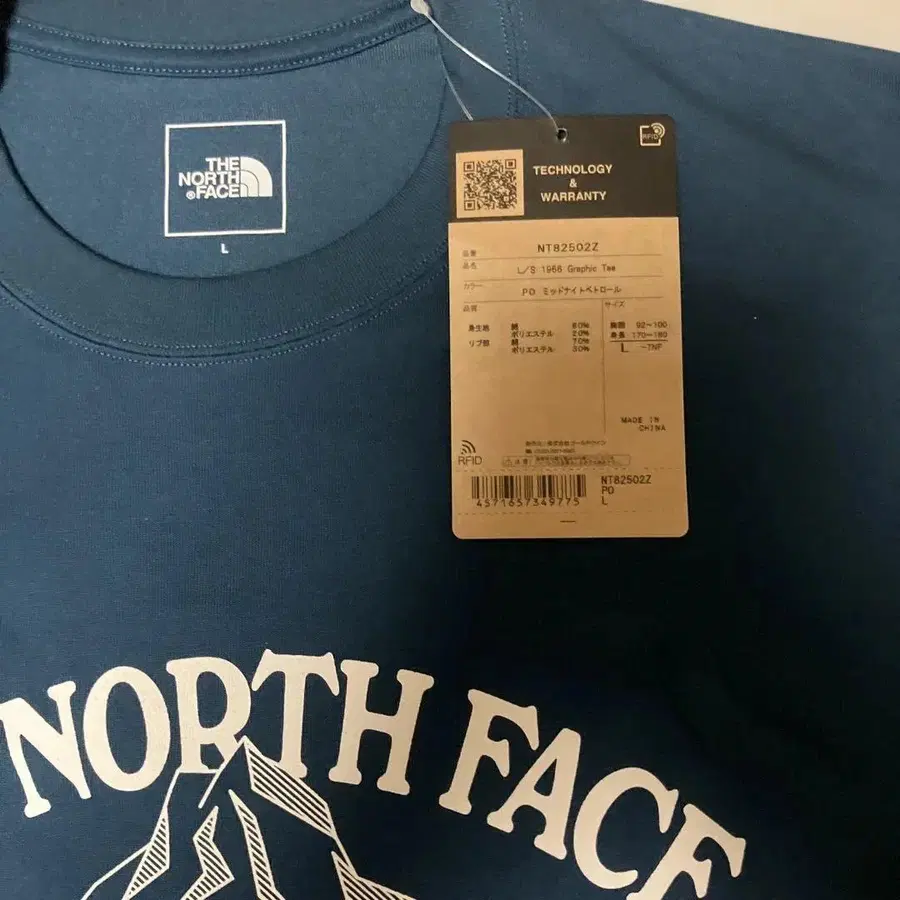 THE
NORTH
®FACE
L
RFID
TECHNOLOGY
&
WARRANTY
品番 NT82502Z
品名 L/S 1966 Graphic Tee
カラー PO ミッドナイトペトロール
品質
身生地 綿 80%
ポリエステル 20%
リブ部 綿 70%
ポリエステル 30%
サイズ
胸囲 92~100
身長 170~180
L -7NF
MADE IN
CHINA
RFID
4571657349775
NT82502Z
PO
L
NORTH FACE